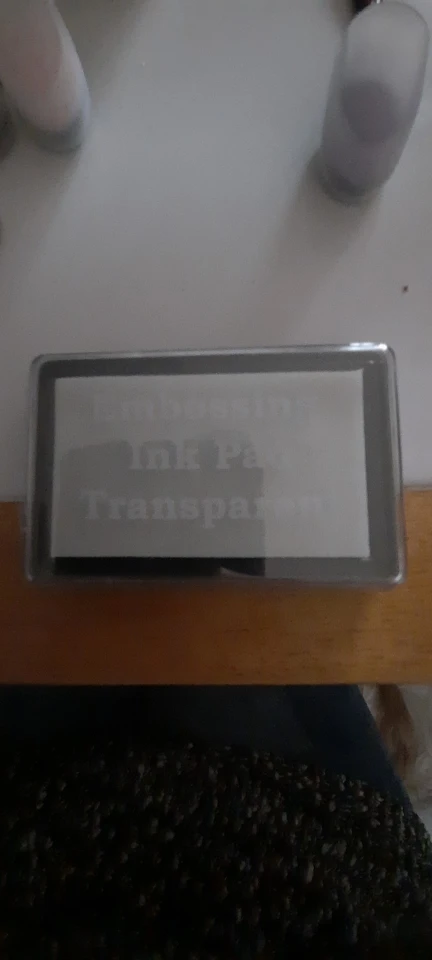 Embossing
Ink Pad
Transparent